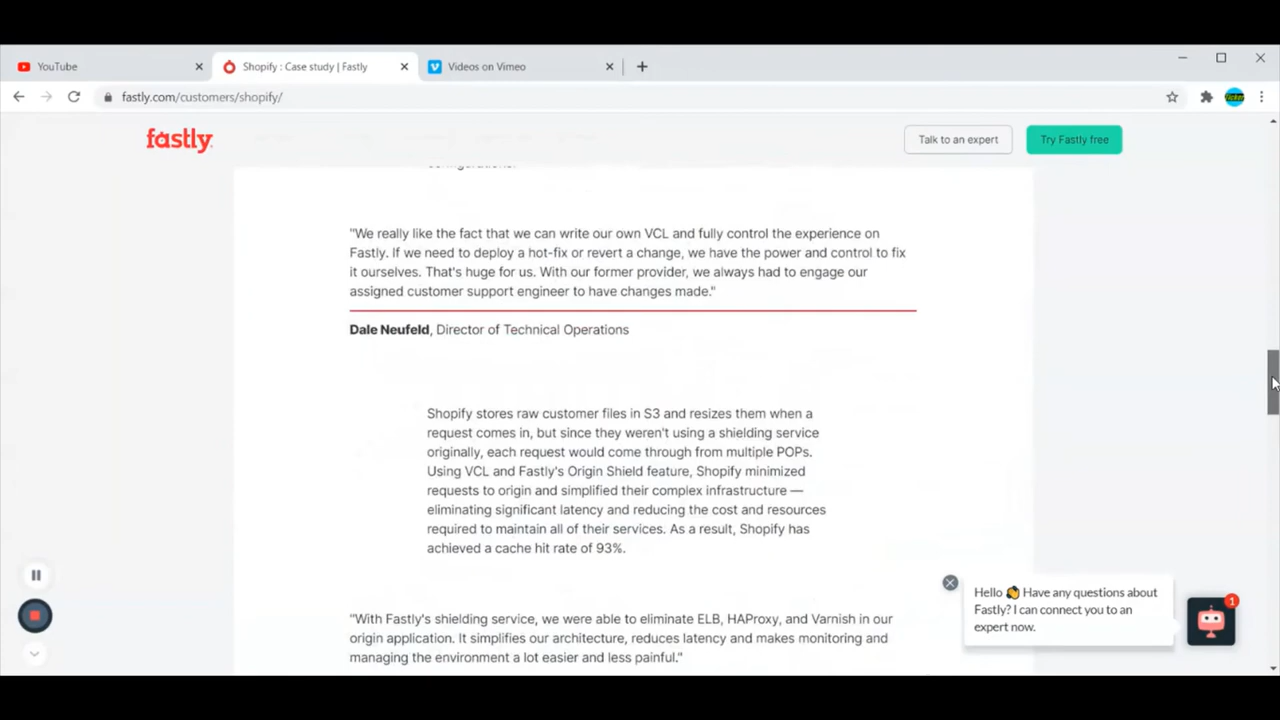 YouTube
Shopify : Case study | Fastly
Videos on Vimeo
fastly.com/customers/shopify/
fastly
Talk to an expert
Try Fastly free
"We really like the fact that we can write our own VCL and fully control the experience on
Fastly. If we need to deploy a hot-fix or revert a change, we have the power and control to fix
it ourselves. That's huge for us. With our former provider, we always had to engage our
assigned customer support engineer to have changes made."
Dale Neufeld, Director of Technical Operations
Shopify stores raw customer files in S3 and resizes them when a
request comes in, but since they weren't using a shielding service
originally, each request would come through from multiple POPs.
Using VCL and Fastly's Origin Shield feature, Shopify minimized
requests to origin and simplified their complex infrastructure —
eliminating significant latency and reducing the cost and resources
required to maintain all of their services. As a result, Shopify has
achieved a cache hit rate of 93%.
"With Fastly's shielding service, we were able to eliminate ELB, HAProxy, and Varnish in our
origin application. It simplifies our architecture, reduces latency and makes monitoring and
managing the environment a lot easier and less painful."
Hello 👋 Have any questions about
Fastly? I can connect you to an
expert now.
1